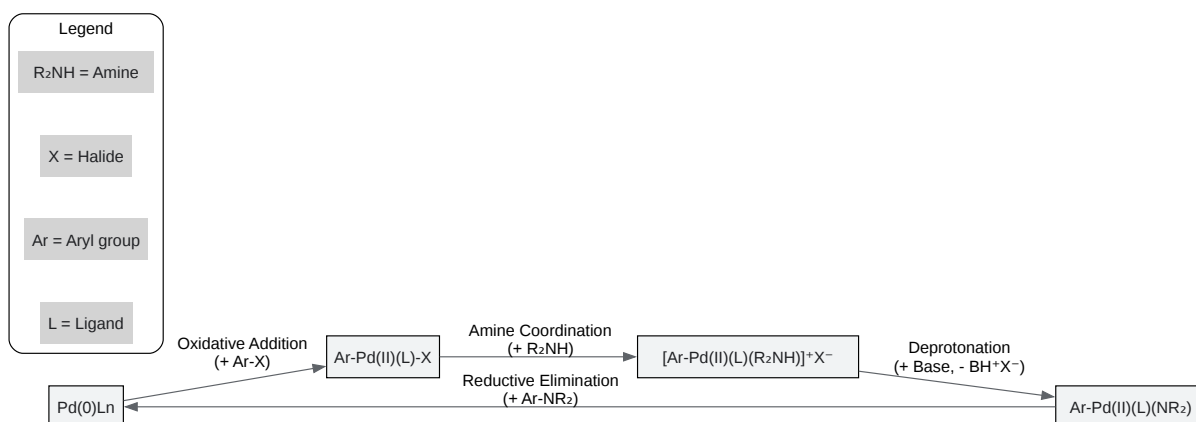 Legend
R₂NH = Amine
X = Halide
Ar = Aryl group
L = Ligand
Oxidative Addition
(+ Ar-X)
Ar-Pd(II)(L)-X
Amine Coordination
(+ R₂NH)
[Ar-Pd(II)(L)(R₂NH)]⁺X⁻
Deprotonation
(+ Base, - BH⁺X⁻)
Reductive Elimination
(+ Ar-NR₂)
Pd(0)Ln
Ar-Pd(II)(L)(NR₂)